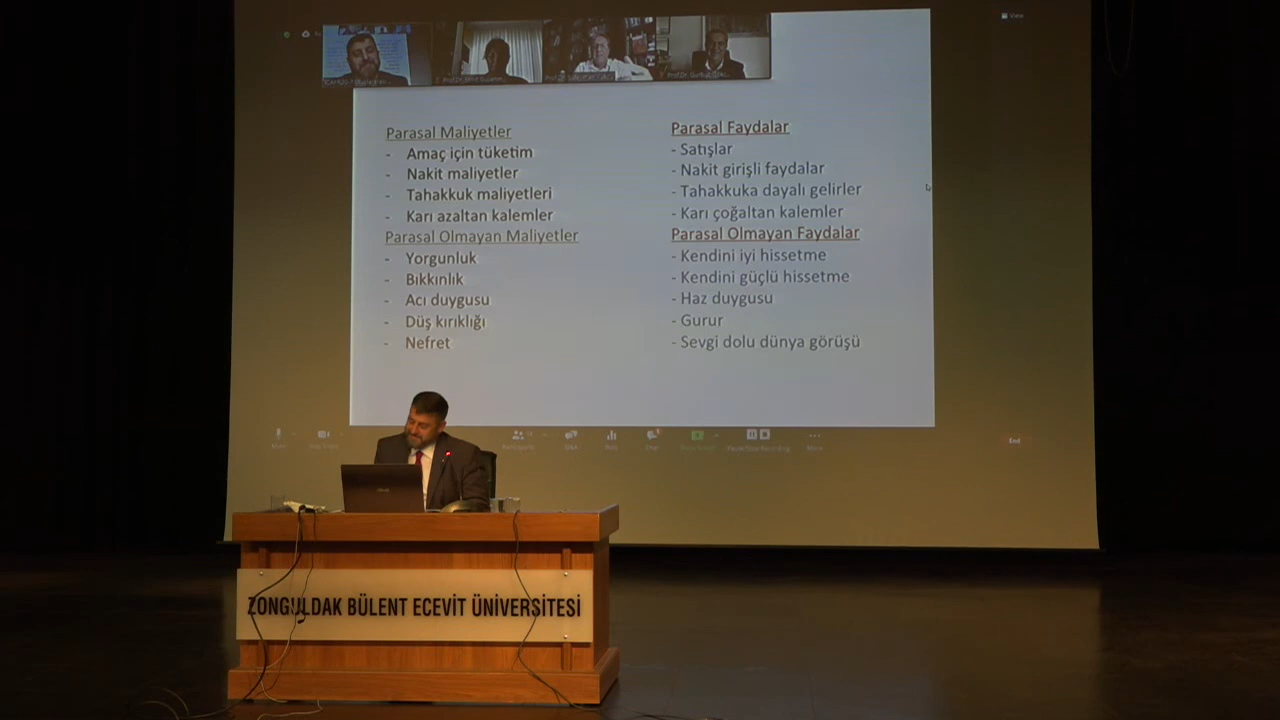 View
Parasal Maliyetler
- Amaç için tüketim
- Nakit maliyetler
- Tahakkuk maliyetleri
- Karı azaltan kalemler
Parasal Olmayan Maliyetler
- Yorgunluk
- Bıkkınlık
- Acı duygusu
- Düş kırıklığı
- Nefret
Parasal Faydalar
- Satışlar
- Nakit girişli faydalar
- Tahakkuka dayalı gelirler
- Karı çoğaltan kalemler
Parasal Olmayan Faydalar
- Kendini iyi hissetme
- Kendini güçlü hissetme
- Haz duygusu
- Gurur
- Sevgi dolu dünya görüşü
End
ZONGULDAK BÜLENT ECEVİT ÜNİVERSİTESİ